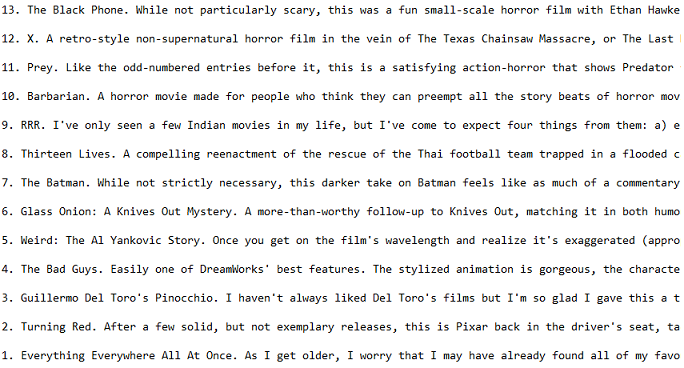 13. The Black Phone. While not particularly scary, this was a fun small-scale horror film with Ethan Hawke
12. X. A retro-style non-supernatural horror film in the vein of The Texas Chainsaw Massacre, or The Last
11. Prey. Like the odd-numbered entries before it, this is a satisfying action-horror that shows Predator
10. Barbarian. A horror movie made for people who think they can preempt all the story beats of horror mov
9. RRR. I've only seen a few Indian movies in my life, but I've come to expect four things from them: a) e
8. Thirteen Lives. A compelling reenactment of the rescue of the Thai football team trapped in a flooded c
7. The Batman. While not strictly necessary, this darker take on Batman feels like as much of a commentary
6. Glass Onion: A Knives Out Mystery. A more-than-worthy follow-up to Knives Out, matching it in both humo
5. Weird: The Al Yankovic Story. Once you get on the film's wavelength and realize it's exaggerated (appro
4. The Bad Guys. Easily one of DreamWorks' best features. The stylized animation is gorgeous, the characte
3. Guillermo Del Toro's Pinocchio. I haven't always liked Del Toro's films but I'm so glad I gave this a t
2. Turning Red. After a few solid, but not exemplary releases, this is Pixar back in the driver's seat, ta
1. Everything Everywhere All At Once. As I get older, I worry that I may have already found all of my favo